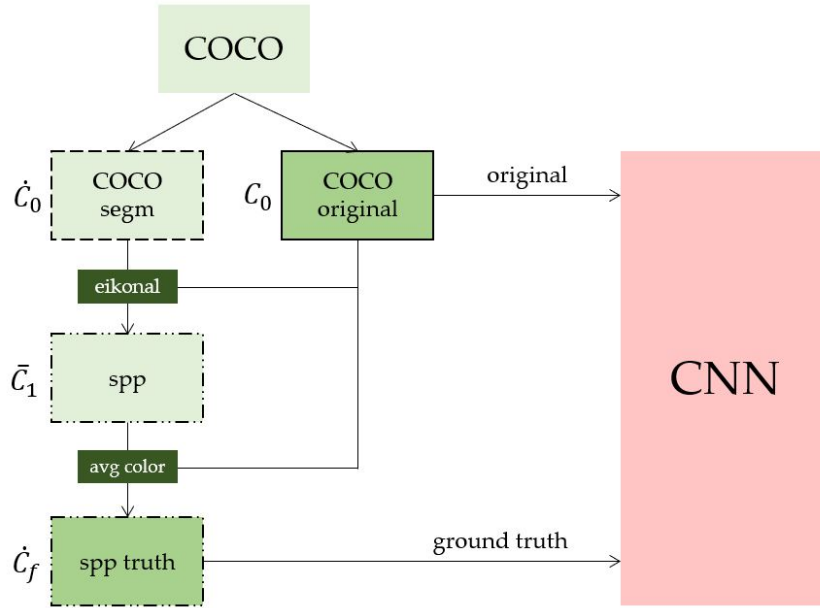 COCO
Ċ₀
COCO
segm
C₀
COCO
original
original
eikonal
C̄₁
spp
CNN
avg color
Ċf
spp truth
ground truth